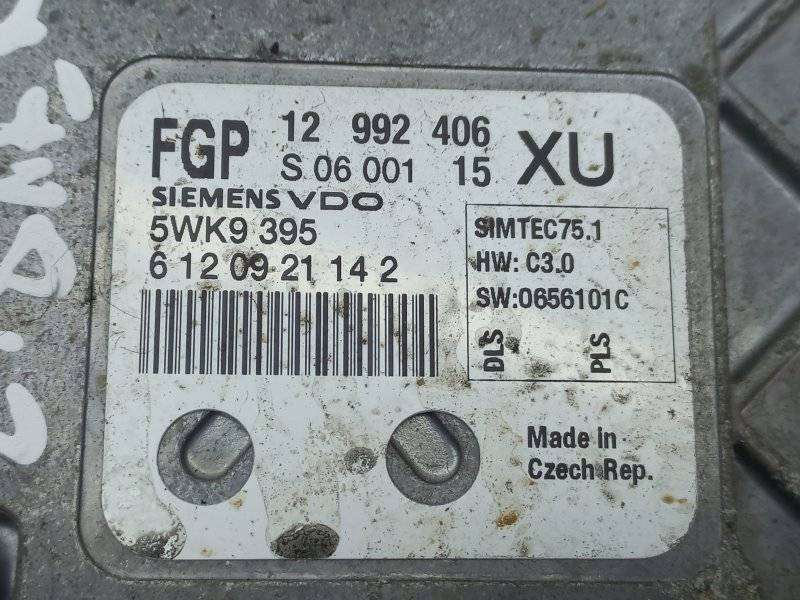 FGP 12 992 406 XU
S 06 001 15
SIEMENS VDO
5WK9 395
6 12 09 21 14 2
SIMTEC75.1
HW: C3.0
SW:0656101C
DLS PLS
Made in
Czech Rep.